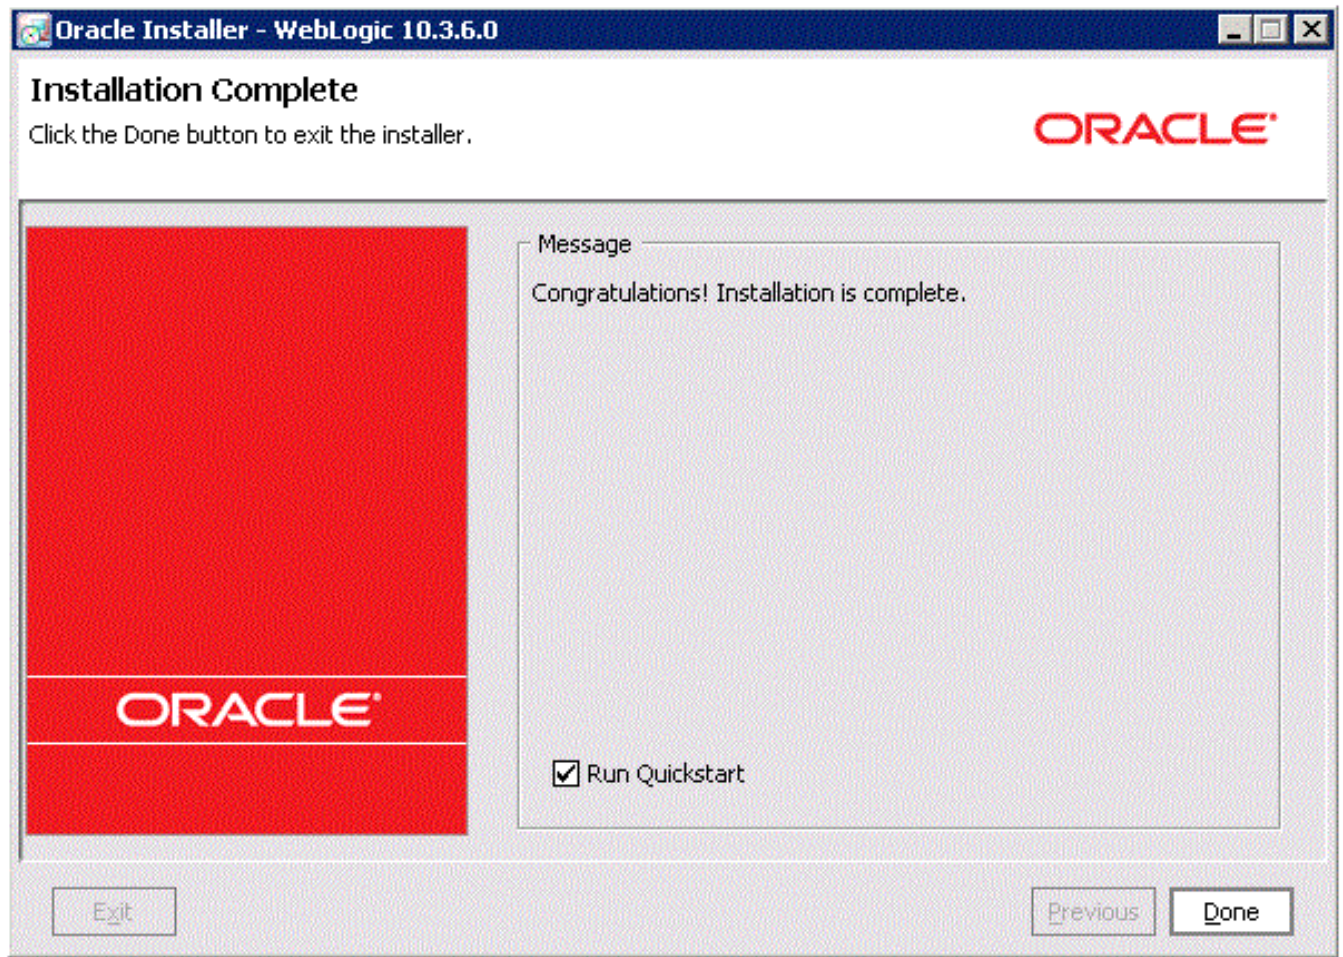 Oracle Installer - WebLogic 10.3.6.0
Installation Complete
Click the Done button to exit the installer.
ORACLE
Message
Congratulations! Installation is complete.
ORACLE
Run Quickstart
Exit
Previous
Done